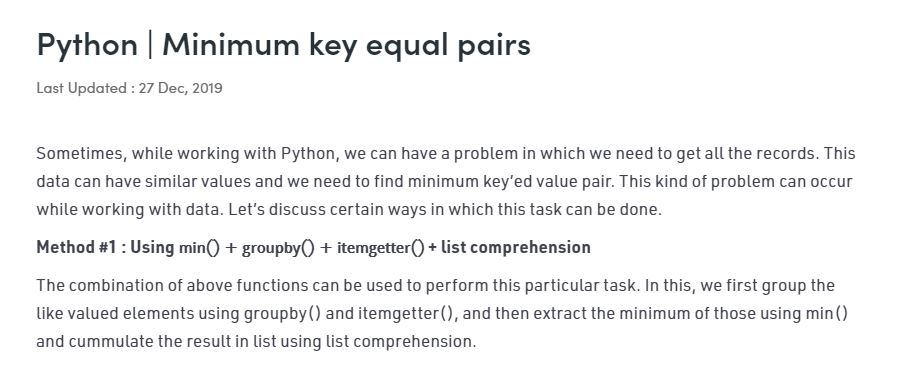 Python | Minimum key equal pairs
Last Updated : 27 Dec, 2019
Sometimes, while working with Python, we can have a problem in which we need to get all the records. This
data can have similar values and we need to find minimum key’ed value pair. This kind of problem can occur
while working with data. Let’s discuss certain ways in which this task can be done.
Method #1 : Using min() + groupby() + itemgetter() + list comprehension
The combination of above functions can be used to perform this particular task. In this, we first group the
like valued elements using groupby() and itemgetter(), and then extract the minimum of those using min()
and cummulate the result in list using list comprehension.